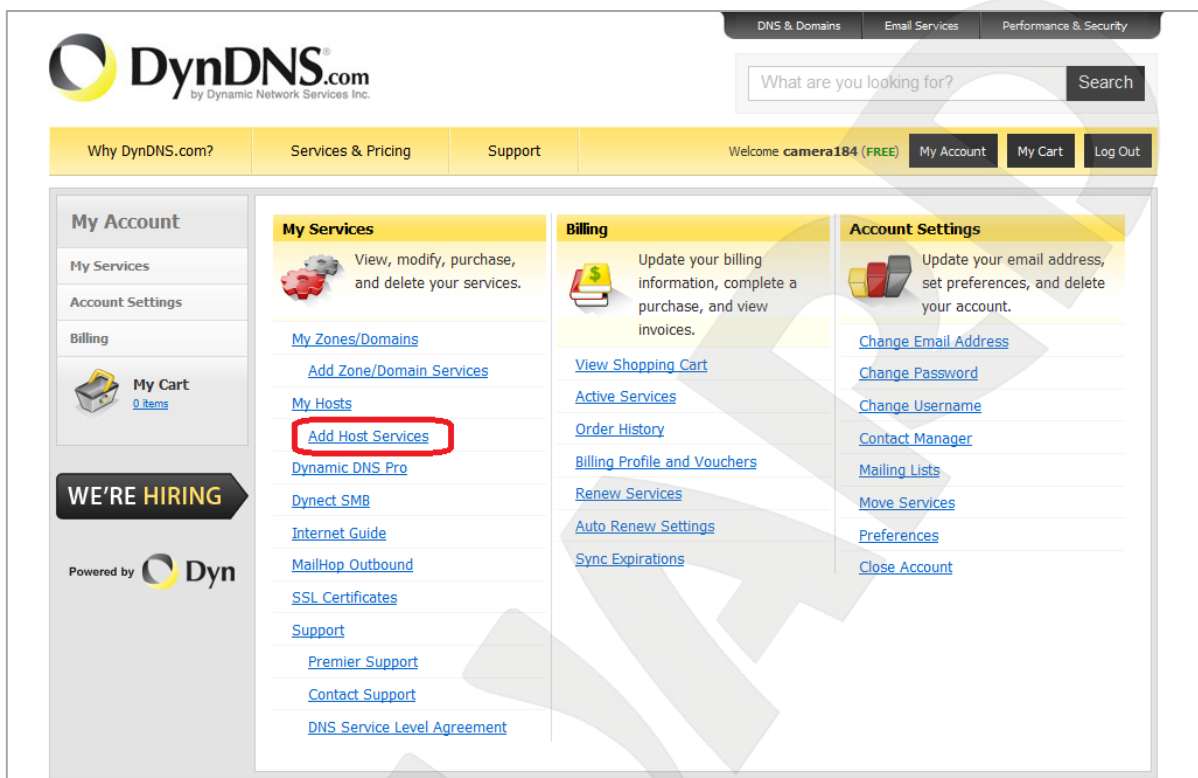 DNS & Domains Email Services Performance & Security
DynDNS.com
by Dynamic Network Services Inc.
What are you looking for? Search
Why DynDNS.com? Services & Pricing Support Welcome camera184 (FREE) My Account My Cart Log Out
My Account
My Services
Account Settings
Billing
My Cart
0 items
WE'RE HIRING
Powered by Dyn
My Services
View, modify, purchase,
and delete your services.
My Zones/Domains
Add Zone/Domain Services
My Hosts
Add Host Services
Dynamic DNS Pro
Dynect SMB
Internet Guide
MailHop Outbound
SSL Certificates
Support
Premier Support
Contact Support
DNS Service Level Agreement
Billing
Update your billing
information, complete a
purchase, and view
invoices.
View Shopping Cart
Active Services
Order History
Billing Profile and Vouchers
Renew Services
Auto Renew Settings
Sync Expirations
Account Settings
Update your email address,
set preferences, and delete
your account.
Change Email Address
Change Password
Change Username
Contact Manager
Mailing Lists
Move Services
Preferences
Close Account